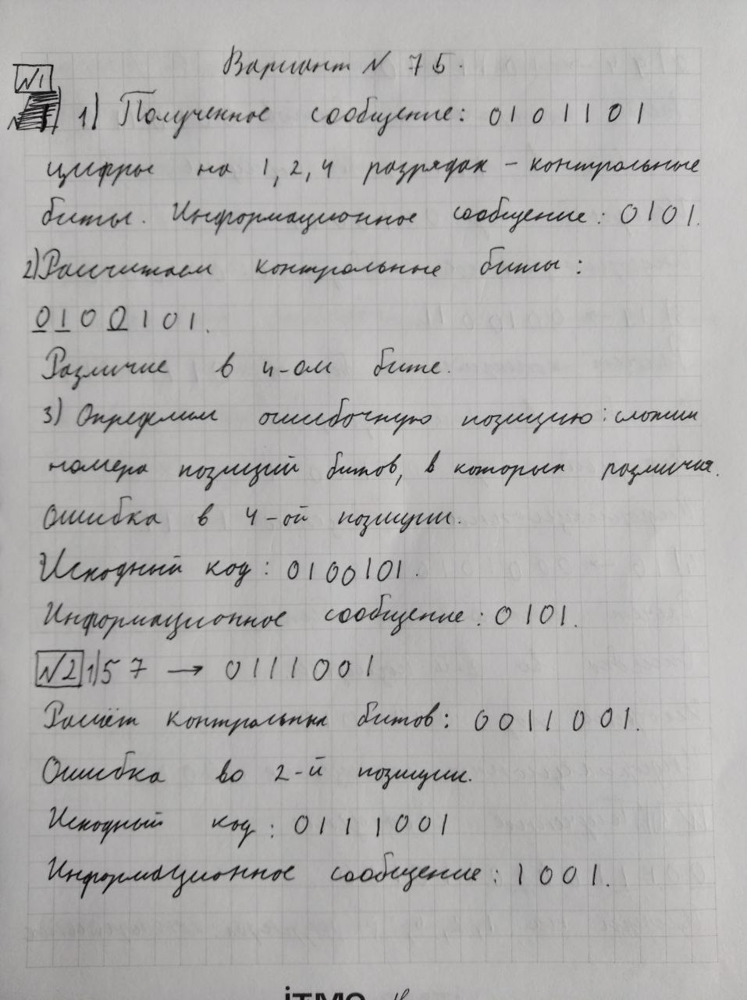 Вариант N 75.
N1
1) Полученное сообщение: 0101101
цифры на 1, 2, 4 разрядах - контрольные
биты. Информационное сообщение: 0101.
2) Рассчитаем контрольные биты:
0100101.
Различие в 4-ом бите.
3) Определим ошибочную позицию: сложим
номера позиций битов, в которых различия.
Ошибка в 4-ой позиции.
Исходный код: 0100101.
Информационное сообщение: 0101.
N2 1) 57 → 0111001
Расчёт контрольных битов: 0011001.
Ошибка во 2-й позиции.
Исходный код: 0111001
Информационное сообщение: 1001.
iTMO